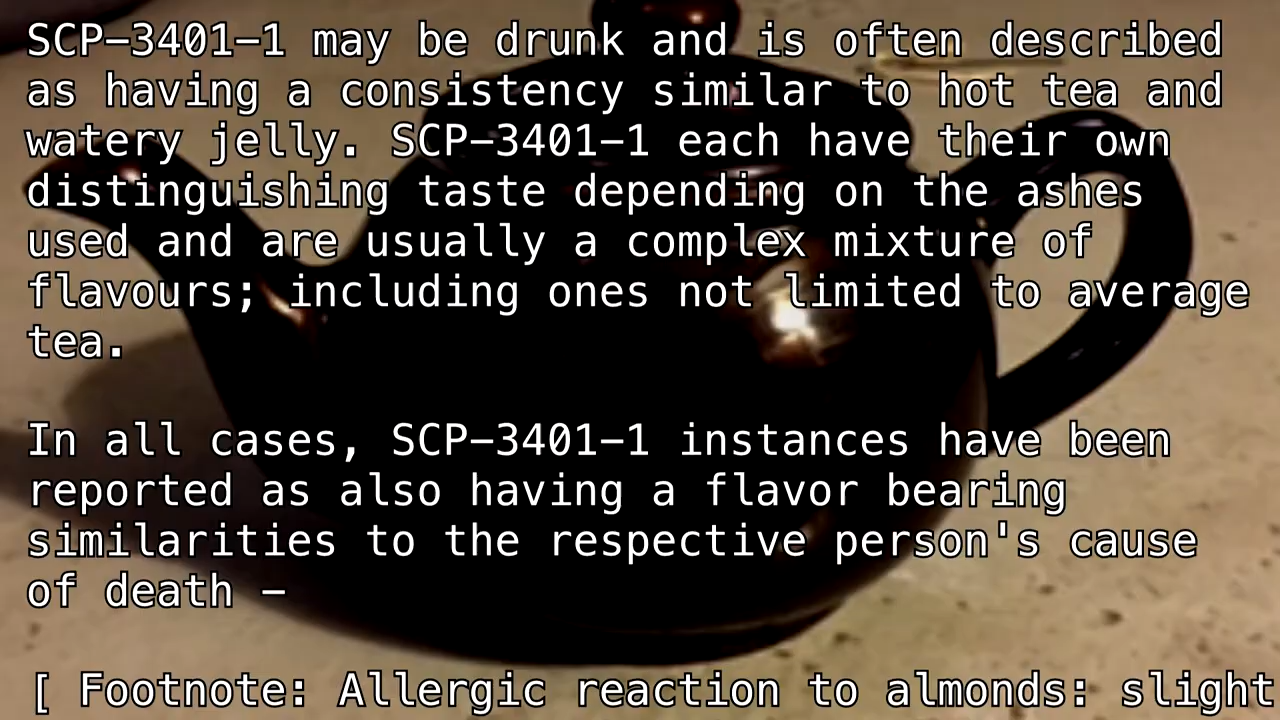 SCP-3401-1 may be drunk and is often described
as having a consistency similar to hot tea and
watery jelly. SCP-3401-1 each have their own
distinguishing taste depending on the ashes
used and are usually a complex mixture of
flavours; including ones not limited to average
tea.
In all cases, SCP-3401-1 instances have been
reported as also having a flavor bearing
similarities to the respective person's cause
of death –
[ Footnote: Allergic reaction to almonds: slight